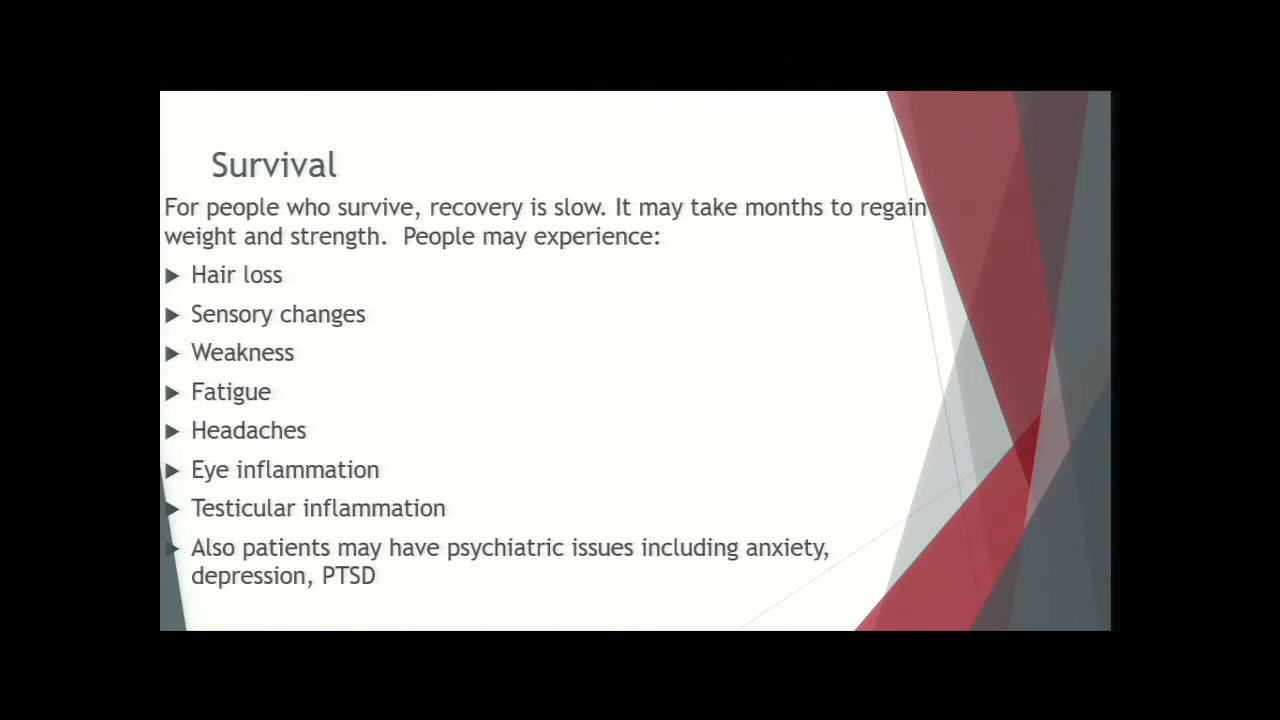 Survival
For people who survive, recovery is slow. It may take months to regain
weight and strength.  People may experience:
Hair loss
Sensory changes
Weakness
Fatigue
Headaches
Eye inflammation
Testicular inflammation
Also patients may have psychiatric issues including anxiety,
depression, PTSD